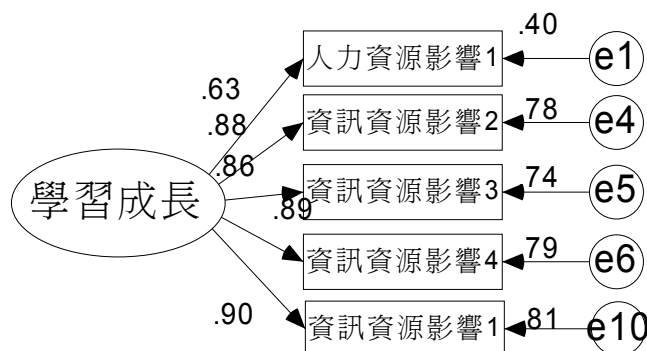 .40
人力資源影響1
e1
.63
.88
資訊資源影響2
.78
e4
.86
資訊資源影響3
.74
e5
學習成長
.89
資訊資源影響4
.79
e6
.90
資訊資源影響1
.81
e10